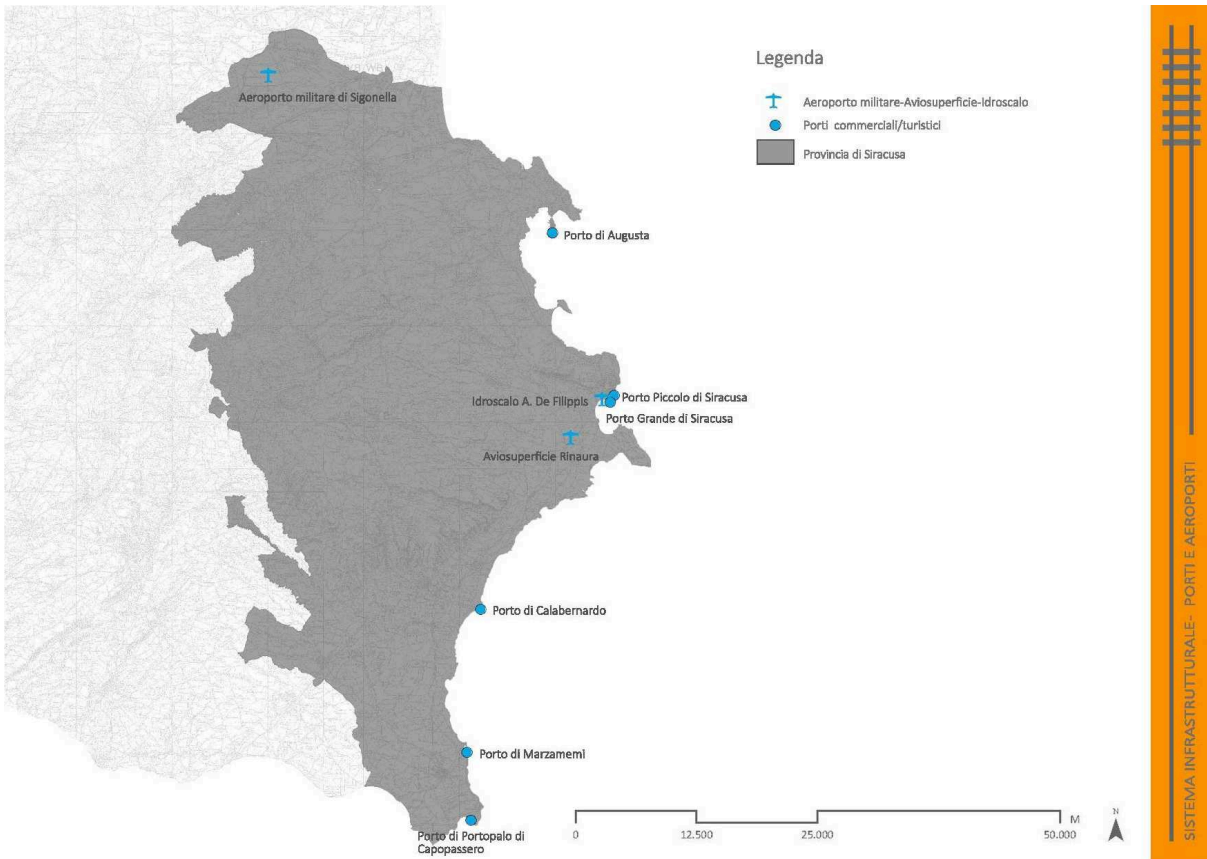 Legenda
Aeroporto militare-Aviosuperficie-Idroscalo
Porti commerciali/turistici
Provincia di Siracusa
Aeroporto militare di Sigonella
Porto di Augusta
Idroscalo A. De Filippis
Porto Piccolo di Siracusa
Porto Grande di Siracusa
Aviosuperficie Rinaura
Porto di Calabernardo
Porto di Marzamemi
Porto di Portopalo di
Capopassero
0
12.500
25.000
50.000
M
N
SISTEMA INFRASTRUTTURALE- PORTI E AEROPORTI